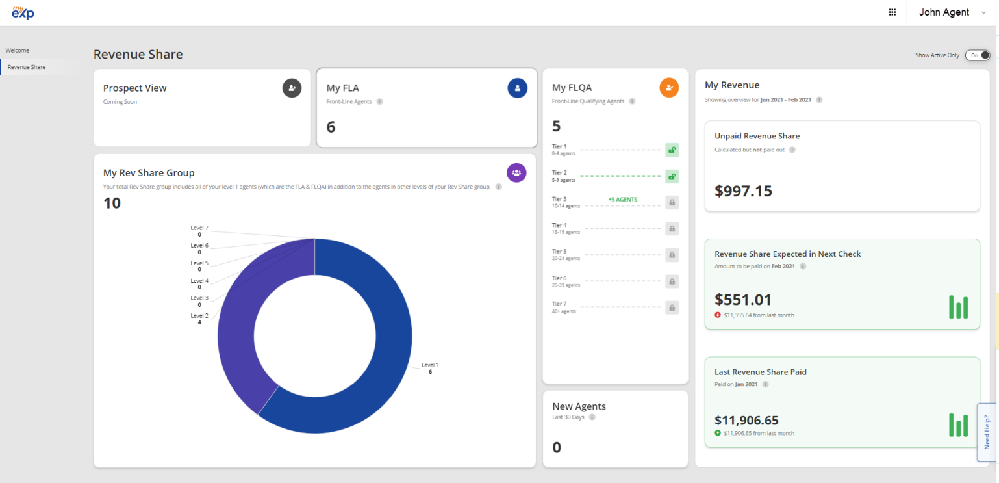 my
exp
John Agent
Welcome
Revenue Share
Revenue Share
Show Active Only
On
Prospect View
Coming Soon
My FLA
Front-Line Agents
6
My Rev Share Group
Your total Rev Share group includes all of your level 1 agents (which are the FLA & FLQA) in addition to the agents in other levels of your Rev Share group.
10
Level 7
0
Level 6
0
Level 5
0
Level 4
0
Level 3
0
Level 2
4
Level 1
6
My FLQA
Front-Line Qualifying Agents
5
Tier 1
0-4 agents
Tier 2
5-9 agents
Tier 3
+5 AGENTS
10-14 agents
Tier 4
15-19 agents
Tier 5
20-24 agents
Tier 6
25-39 agents
Tier 7
40+ agents
New Agents
Last 30 Days
0
My Revenue
Showing overview for Jan 2021 - Feb 2021
Unpaid Revenue Share
Calculated but not paid out
$997.15
Revenue Share Expected in Next Check
Amount to be paid on Feb 2021
$551.01
$11,355.64 from last month
Last Revenue Share Paid
Paid on Jan 2021
$11,906.65
$11,906.65 from last month
Need Help?